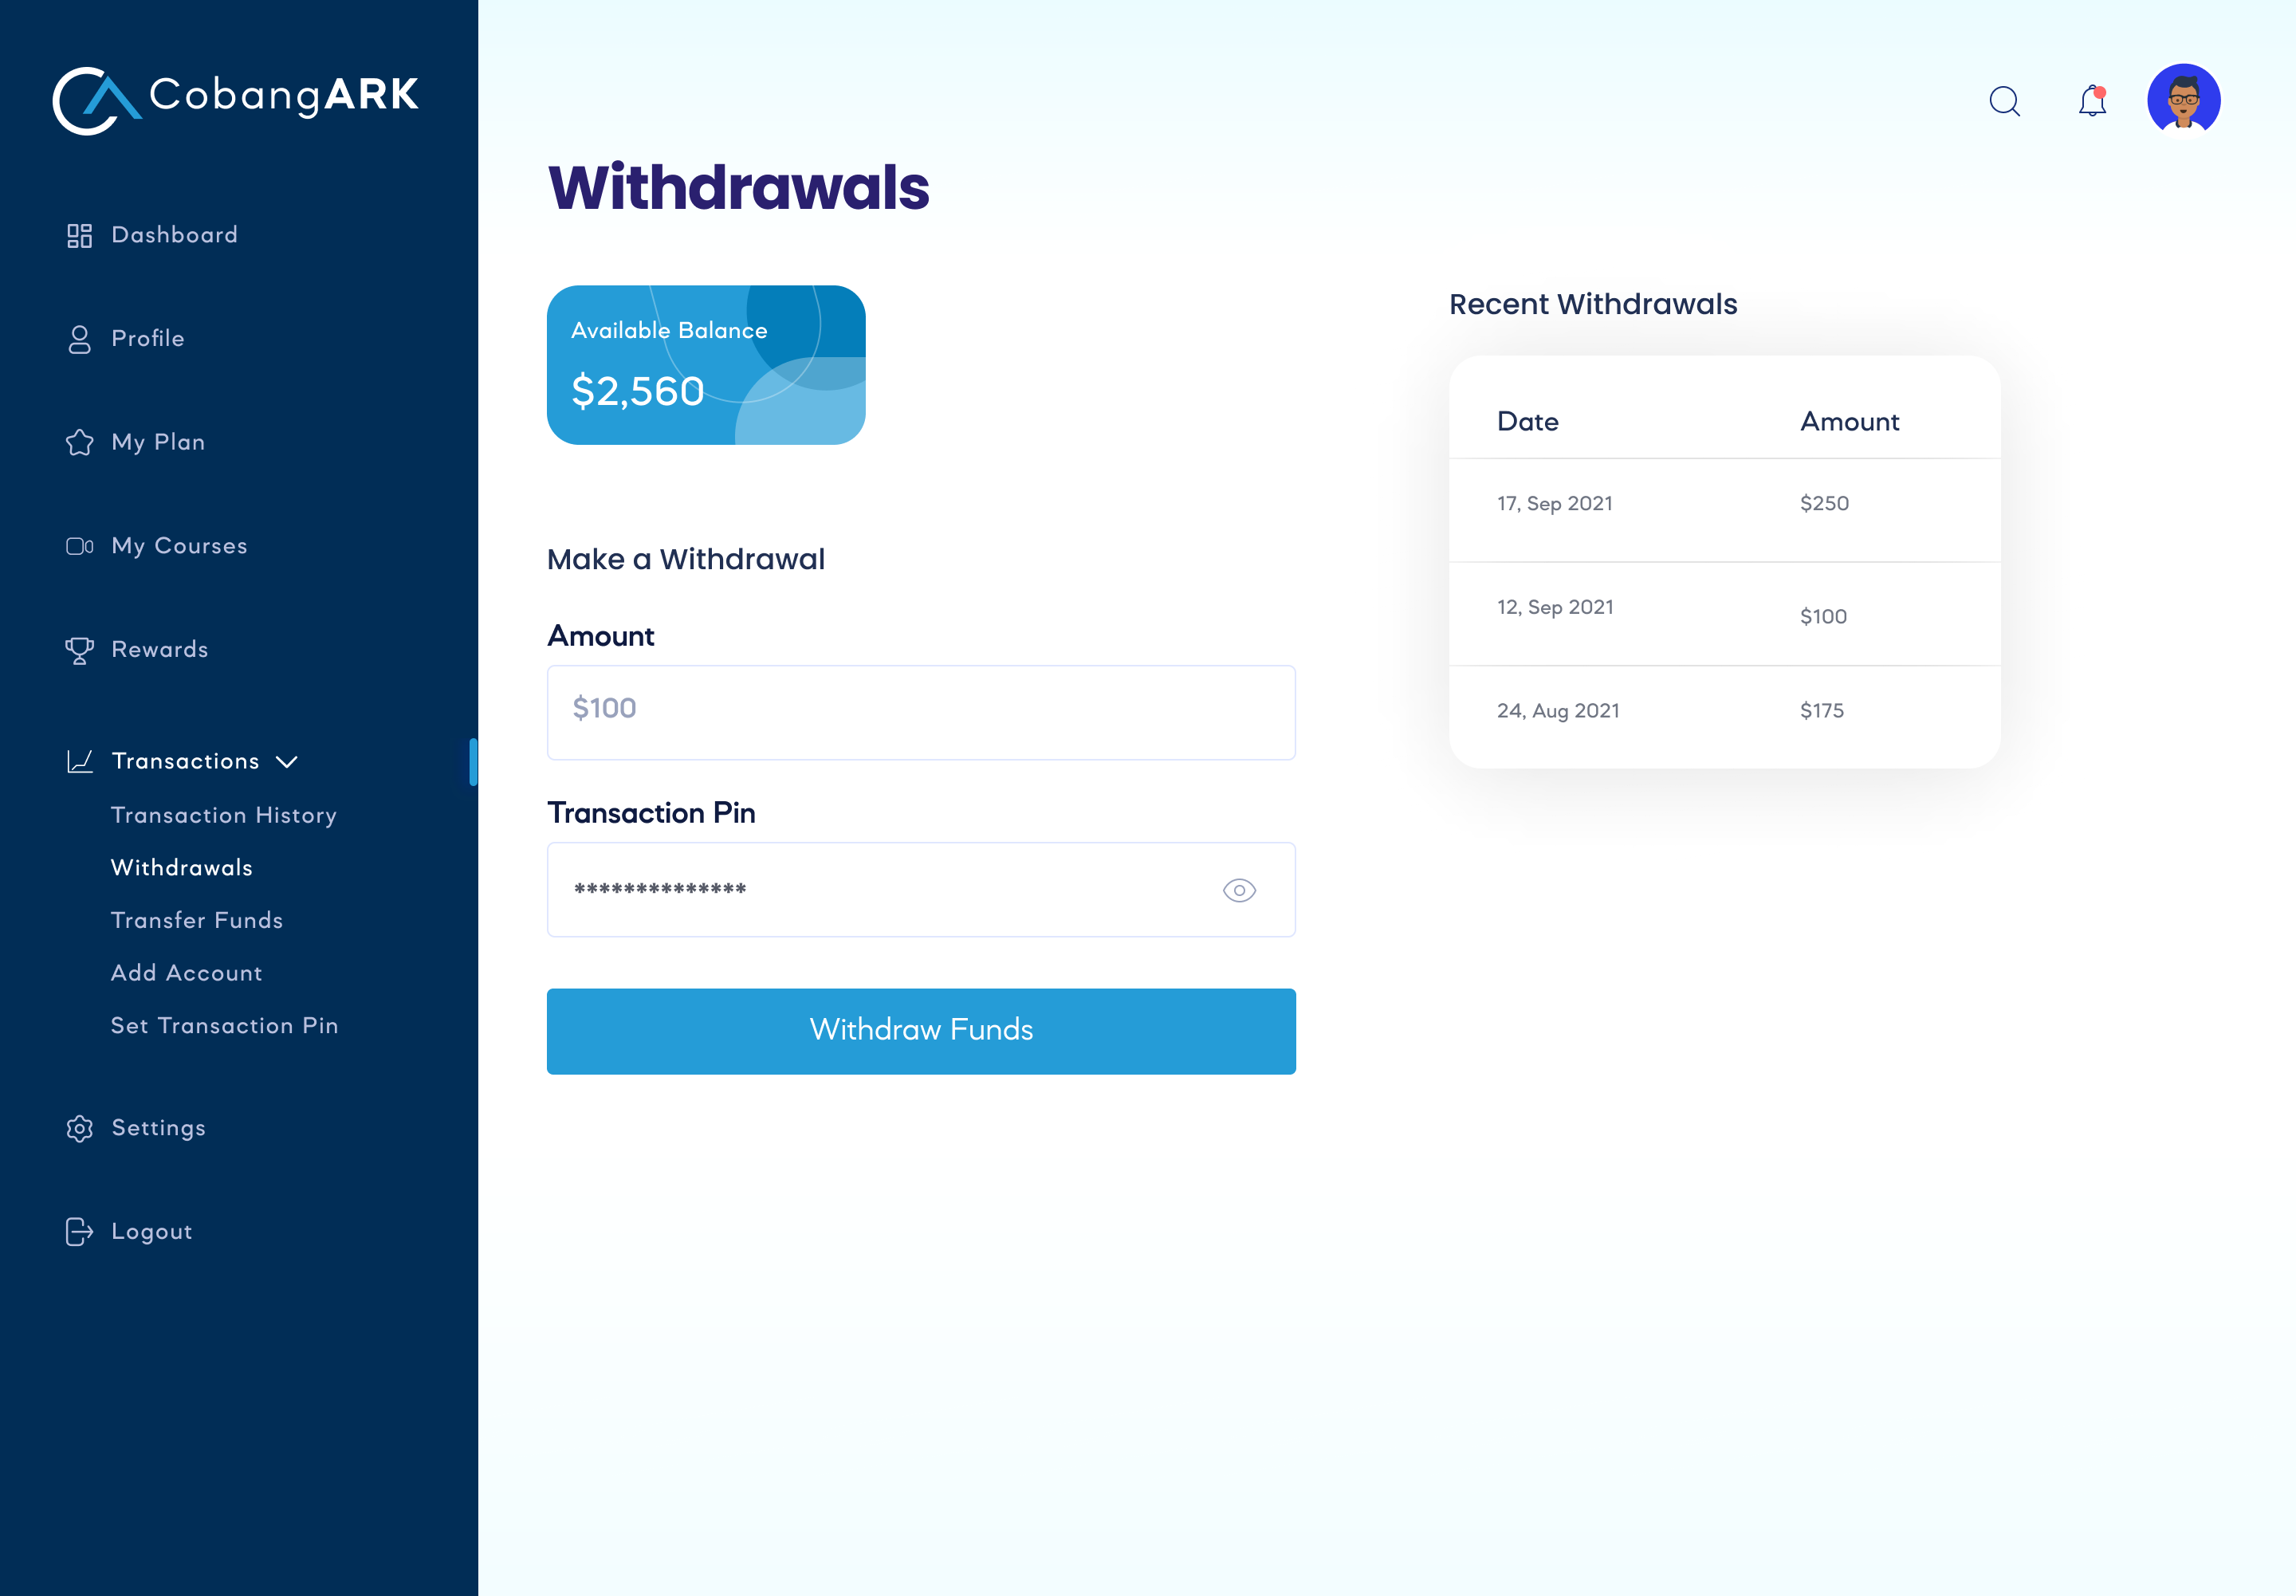 CobangARK
Dashboard
Profile
My Plan
My Courses
Rewards
Transactions
Transaction History
Withdrawals
Transfer Funds
Add Account
Set Transaction Pin
Settings
Logout
Withdrawals
Available Balance
$2,560
Make a Withdrawal
Amount
$100
Transaction Pin
**************
Withdraw Funds
Recent Withdrawals
Date Amount
17, Sep 2021 $250
12, Sep 2021 $100
24, Aug 2021 $175